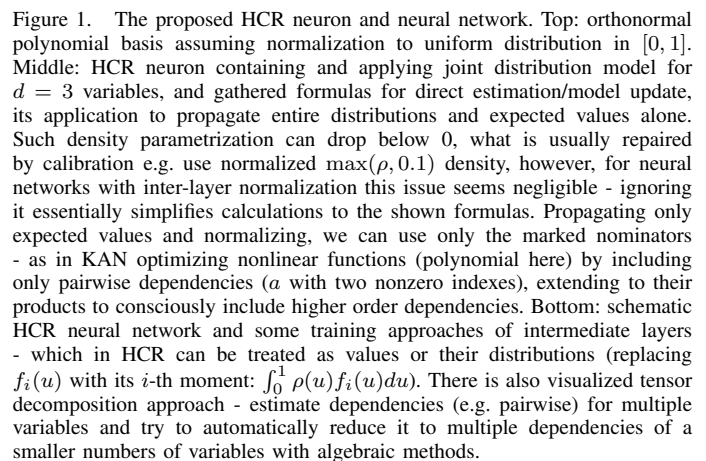 Figure 1. The proposed HCR neuron and neural network. Top: orthonormal
polynomial basis assuming normalization to uniform distribution in [0, 1].
Middle: HCR neuron containing and applying joint distribution model for
d = 3 variables, and gathered formulas for direct estimation/model update,
its application to propagate entire distributions and expected values alone.
Such density parametrization can drop below 0, what is usually repaired
by calibration e.g. use normalized max(ρ, 0.1) density, however, for neural
networks with inter-layer normalization this issue seems negligible - ignoring
it essentially simplifies calculations to the shown formulas. Propagating only
expected values and normalizing, we can use only the marked nominators
- as in KAN optimizing nonlinear functions (polynomial here) by including
only pairwise dependencies (a with two nonzero indexes), extending to their
products to consciously include higher order dependencies. Bottom: schematic
HCR neural network and some training approaches of intermediate layers
- which in HCR can be treated as values or their distributions (replacing
f_i(u) with its i-th moment: ∫_0^1 ρ(u)f_i(u)du). There is also visualized tensor
decomposition approach - estimate dependencies (e.g. pairwise) for multiple
variables and try to automatically reduce it to multiple dependencies of a
smaller numbers of variables with algebraic methods.